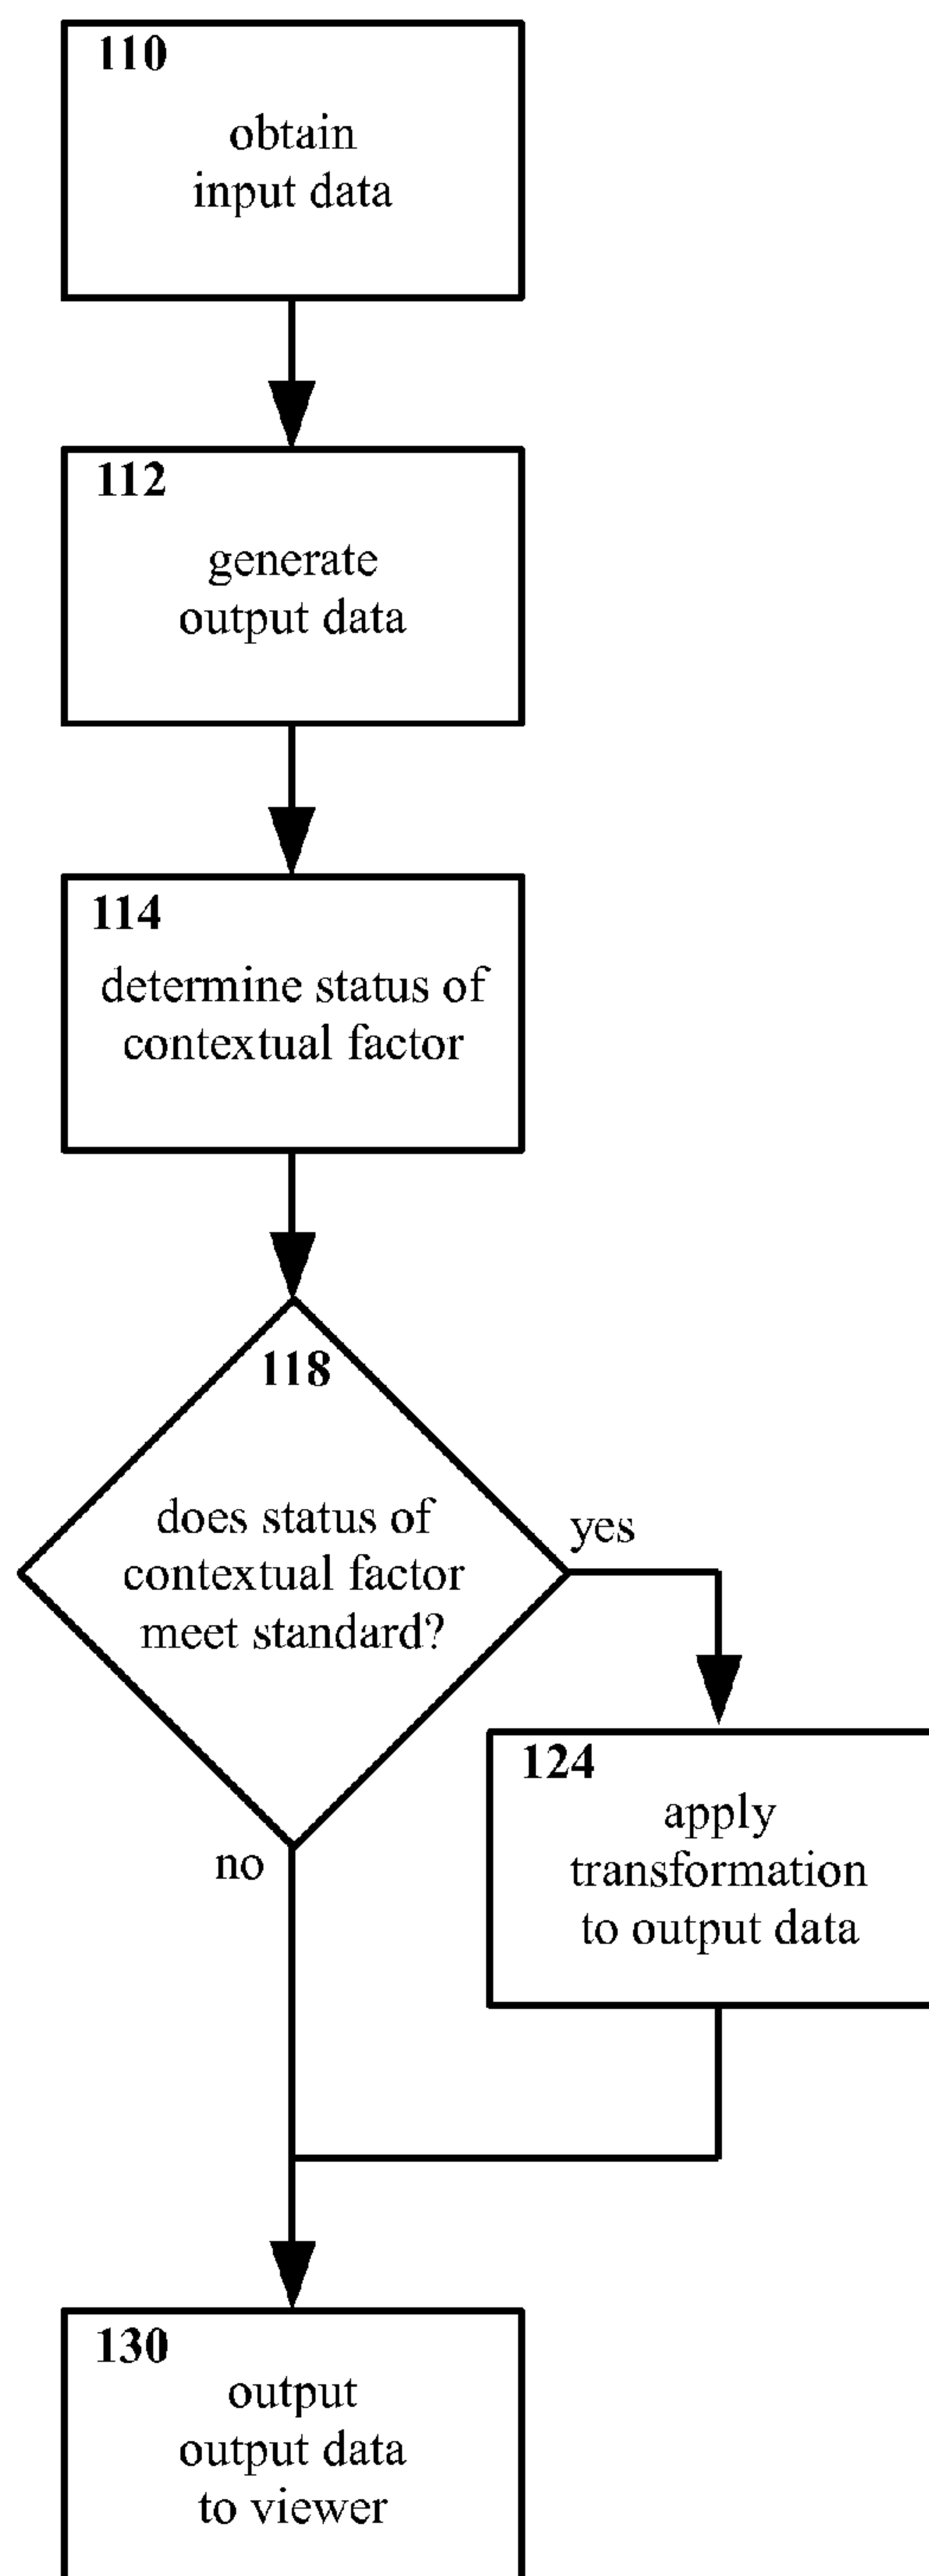 110
obtain
input data
112
generate
output data
114
determine status of
contextual factor
118
does status of
contextual factor
meet standard?
yes
124
apply
transformation
to output data
no
130
output
output data
to viewer